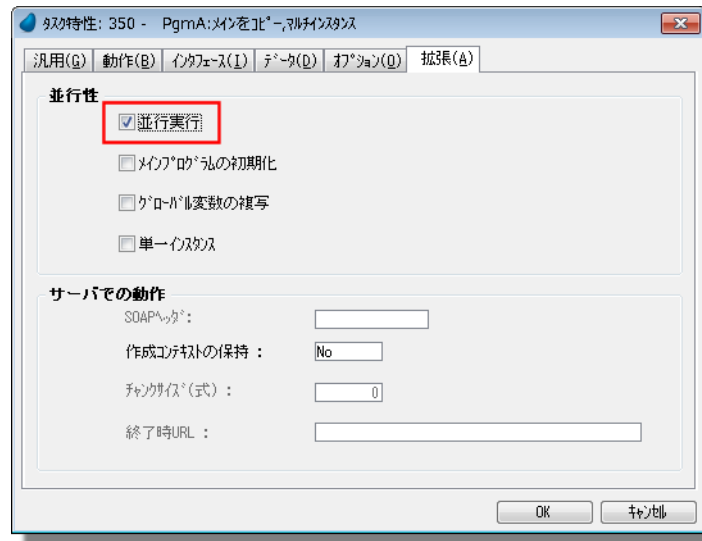 ﾀｽｸ特性: 350 - PgmA:ﾒｲﾝをｺﾋﾟｰ,ﾏﾙﾁｲﾝｽﾀﾝｽ
汎用(G) 動作(B) ｲﾝﾀﾌｪｰｽ(I) ﾃﾞｰﾀ(D) ｵﾌﾟｼｮﾝ(O) 拡張(A)
並行性
並行実行
ﾒｲﾝﾌﾟﾛｸﾞﾗﾑの初期化
ｸﾞﾛｰﾊﾞﾙ変数の複写
単一ｲﾝｽﾀﾝｽ
サーバでの動作
SOAPﾍｯﾀﾞ:
作成ｺﾝﾃｷｽﾄの保持 : No
ﾁｬﾝｸｻｲｽﾞ(式) : 0
終了時URL :
OK ｷｬﾝｾﾙ